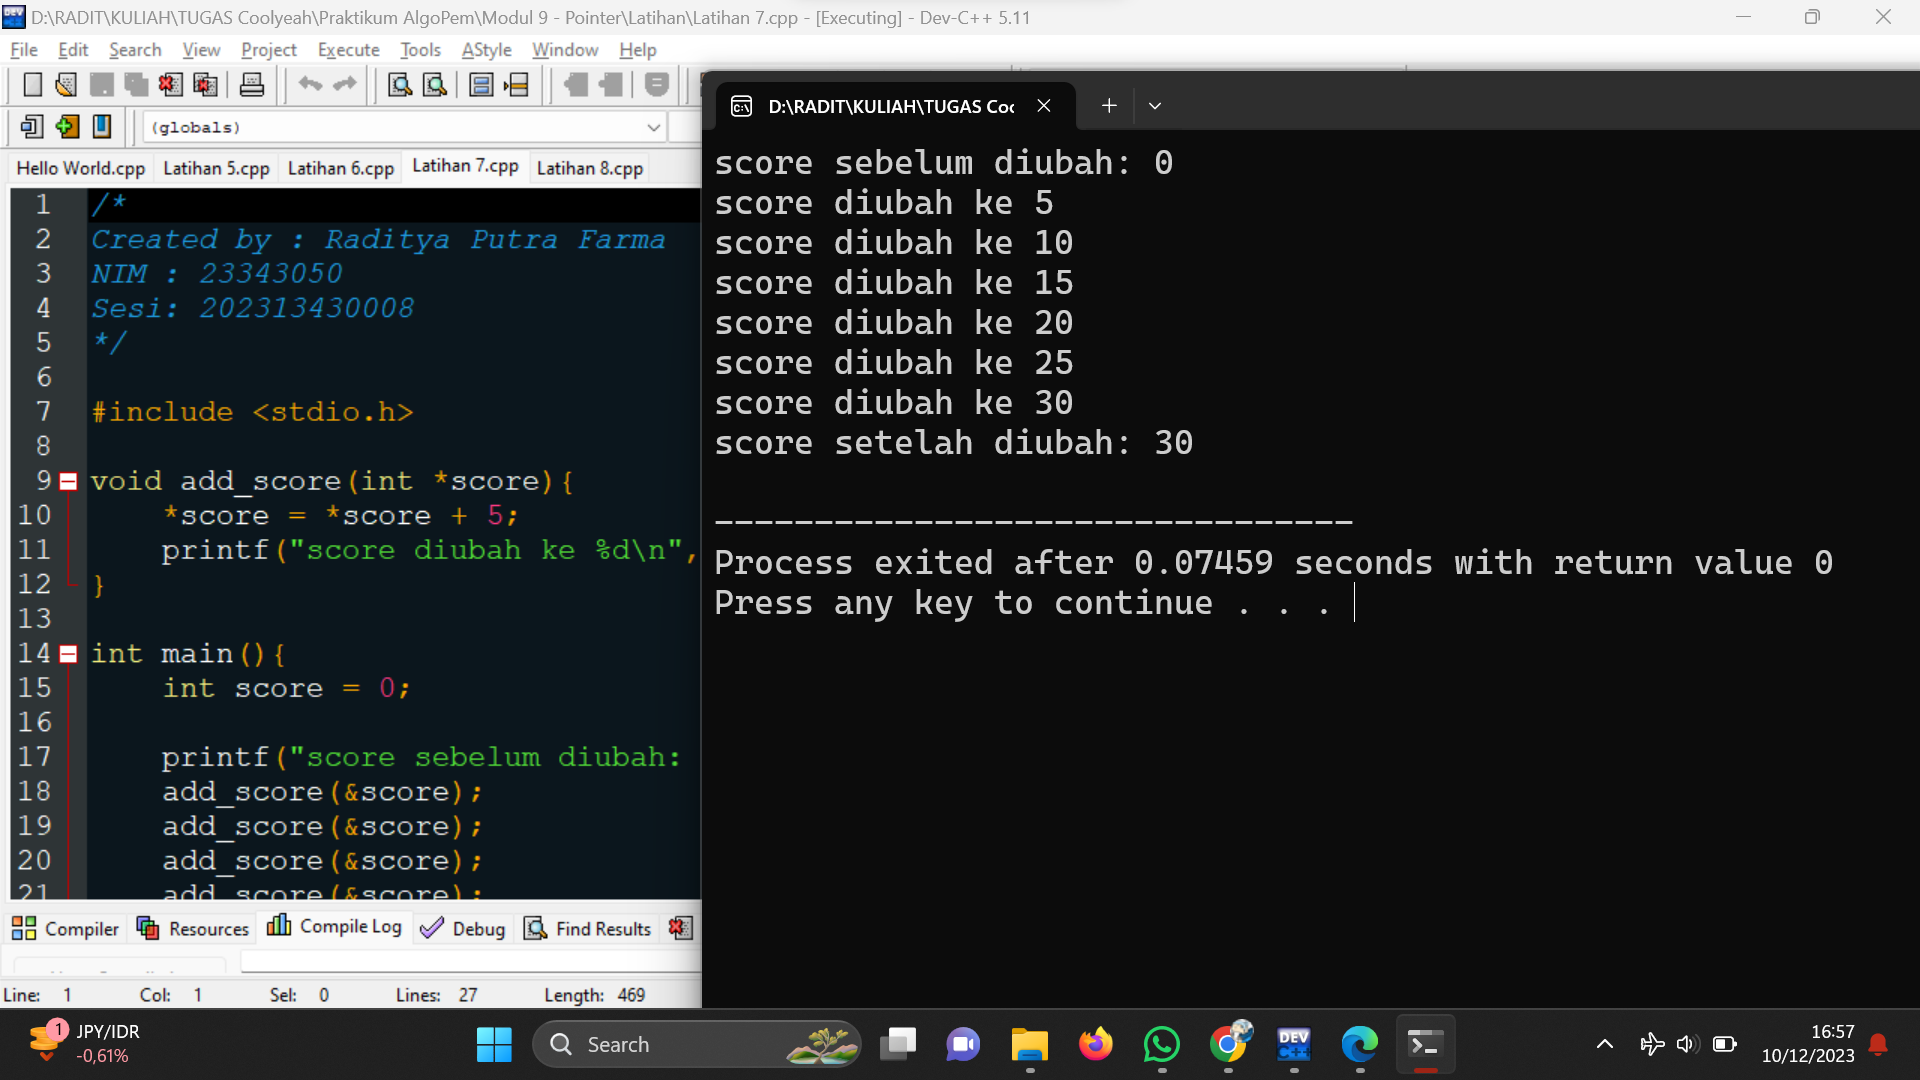 D:\RADIT\KULIAH\TUGAS Coolyeah\Praktikum AlgoPem\Modul 9 - Pointer\Latihan\Latihan 7.cpp - [Executing] - Dev-C++ 5.11
File Edit Search View Project Execute Tools AStyle Window Help
(globals)
Hello World.cpp Latihan 5.cpp Latihan 6.cpp Latihan 7.cpp Latihan 8.cpp
1 /*
2 Created by : Raditya Putra Farma
3 NIM : 23343050
4 Sesi: 202313430008
5 */
6
7 #include <stdio.h>
8
9 void add_score(int *score){
10 *score = *score + 5;
11 printf("score diubah ke %d\n",
12 }
13
14 int main(){
15 int score = 0;
16
17 printf("score sebelum diubah:
18 add_score(&score);
19 add_score(&score);
20 add_score(&score);
21 add_score(&score);
Compiler Resources Compile Log Debug Find Results
Line: 1 Col: 1 Sel: 0 Lines: 27 Length: 469
D:\RADIT\KULIAH\TUGAS Coc
score sebelum diubah: 0
score diubah ke 5
score diubah ke 10
score diubah ke 15
score diubah ke 20
score diubah ke 25
score diubah ke 30
score setelah diubah: 30
--------------------------------
Process exited after 0.07459 seconds with return value 0
Press any key to continue . . .
1
JPY/IDR
-0,61%
Search
DEV
C++
16:57
10/12/2023